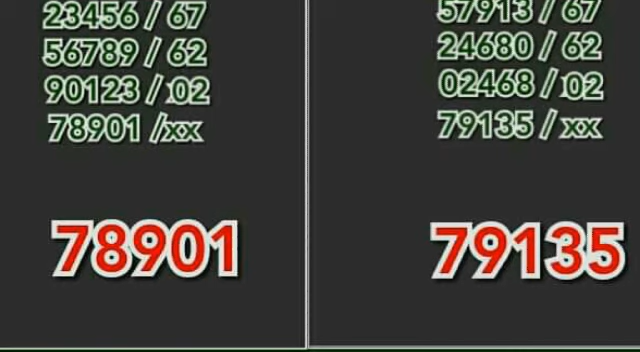 23456 / 67
56789 / 62
90123 / 02
78901 /xx
78901
57913 / 67
24680 / 62
02468 / 02
79135 / xx
79135